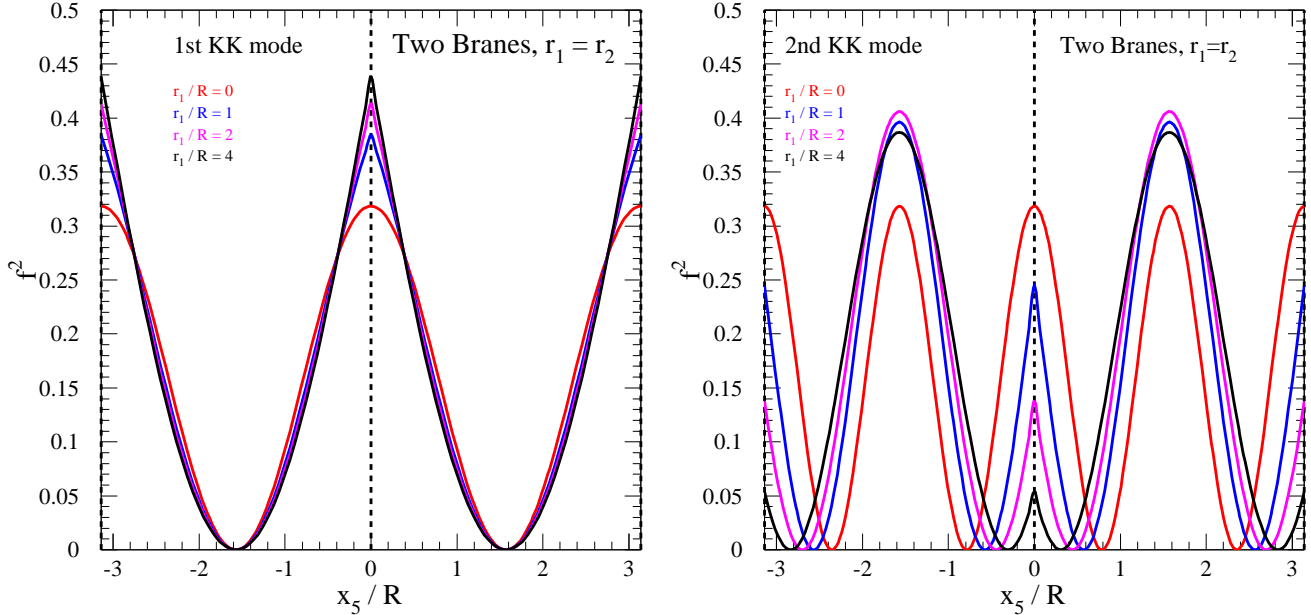 1st KK mode
Two Branes, r₁ = r₂
r₁ / R = 0
r₁ / R = 1
r₁ / R = 2
r₁ / R = 4
0.5
0.45
0.4
0.35
0.3
0.25
0.2
0.15
0.1
0.05
0
f²
-3 -2 -1 0 1 2 3
x₅ / R
2nd KK mode
Two Branes, r₁=r₂
r₁ / R = 0
r₁ / R = 1
r₁ / R = 2
r₁ / R = 4
0.5
0.45
0.4
0.35
0.3
0.25
0.2
0.15
0.1
0.05
0
f²
-3 -2 -1 0 1 2 3
x₅ / R